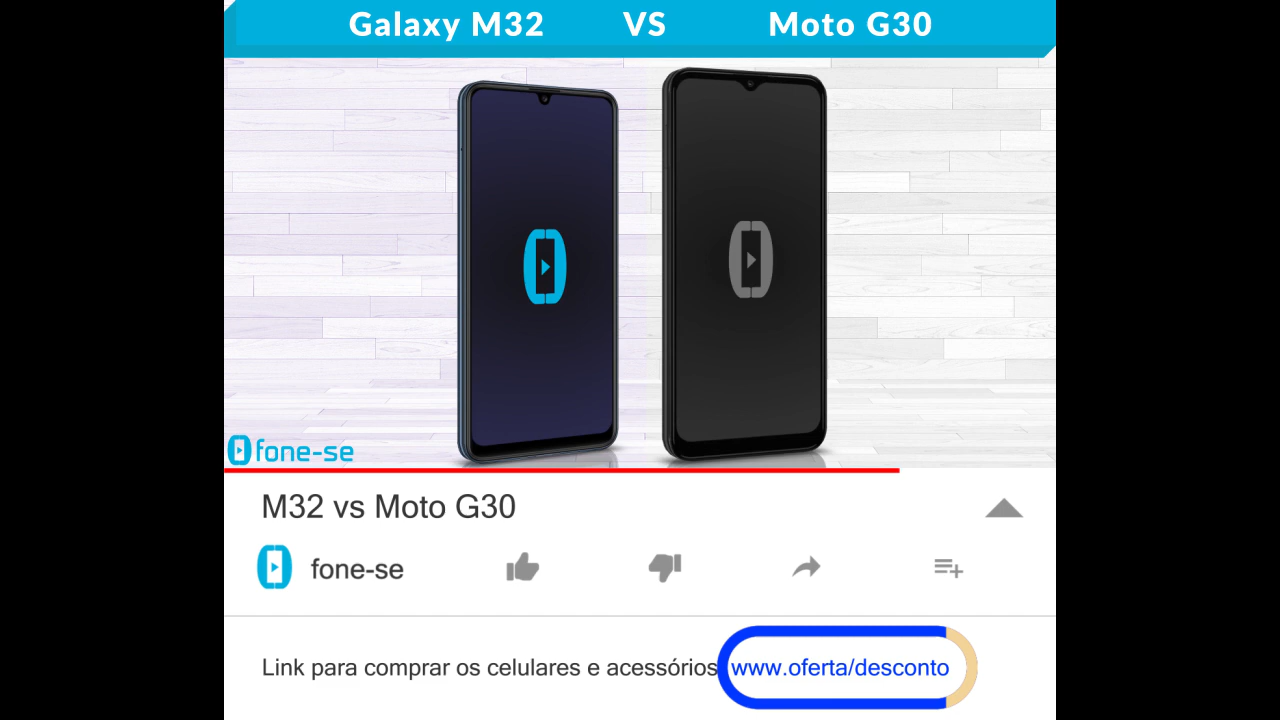 Galaxy M32 VS Moto G30
fone-se
M32 vs Moto G30
fone-se
Link para comprar os celulares e acessórios www.oferta/desconto